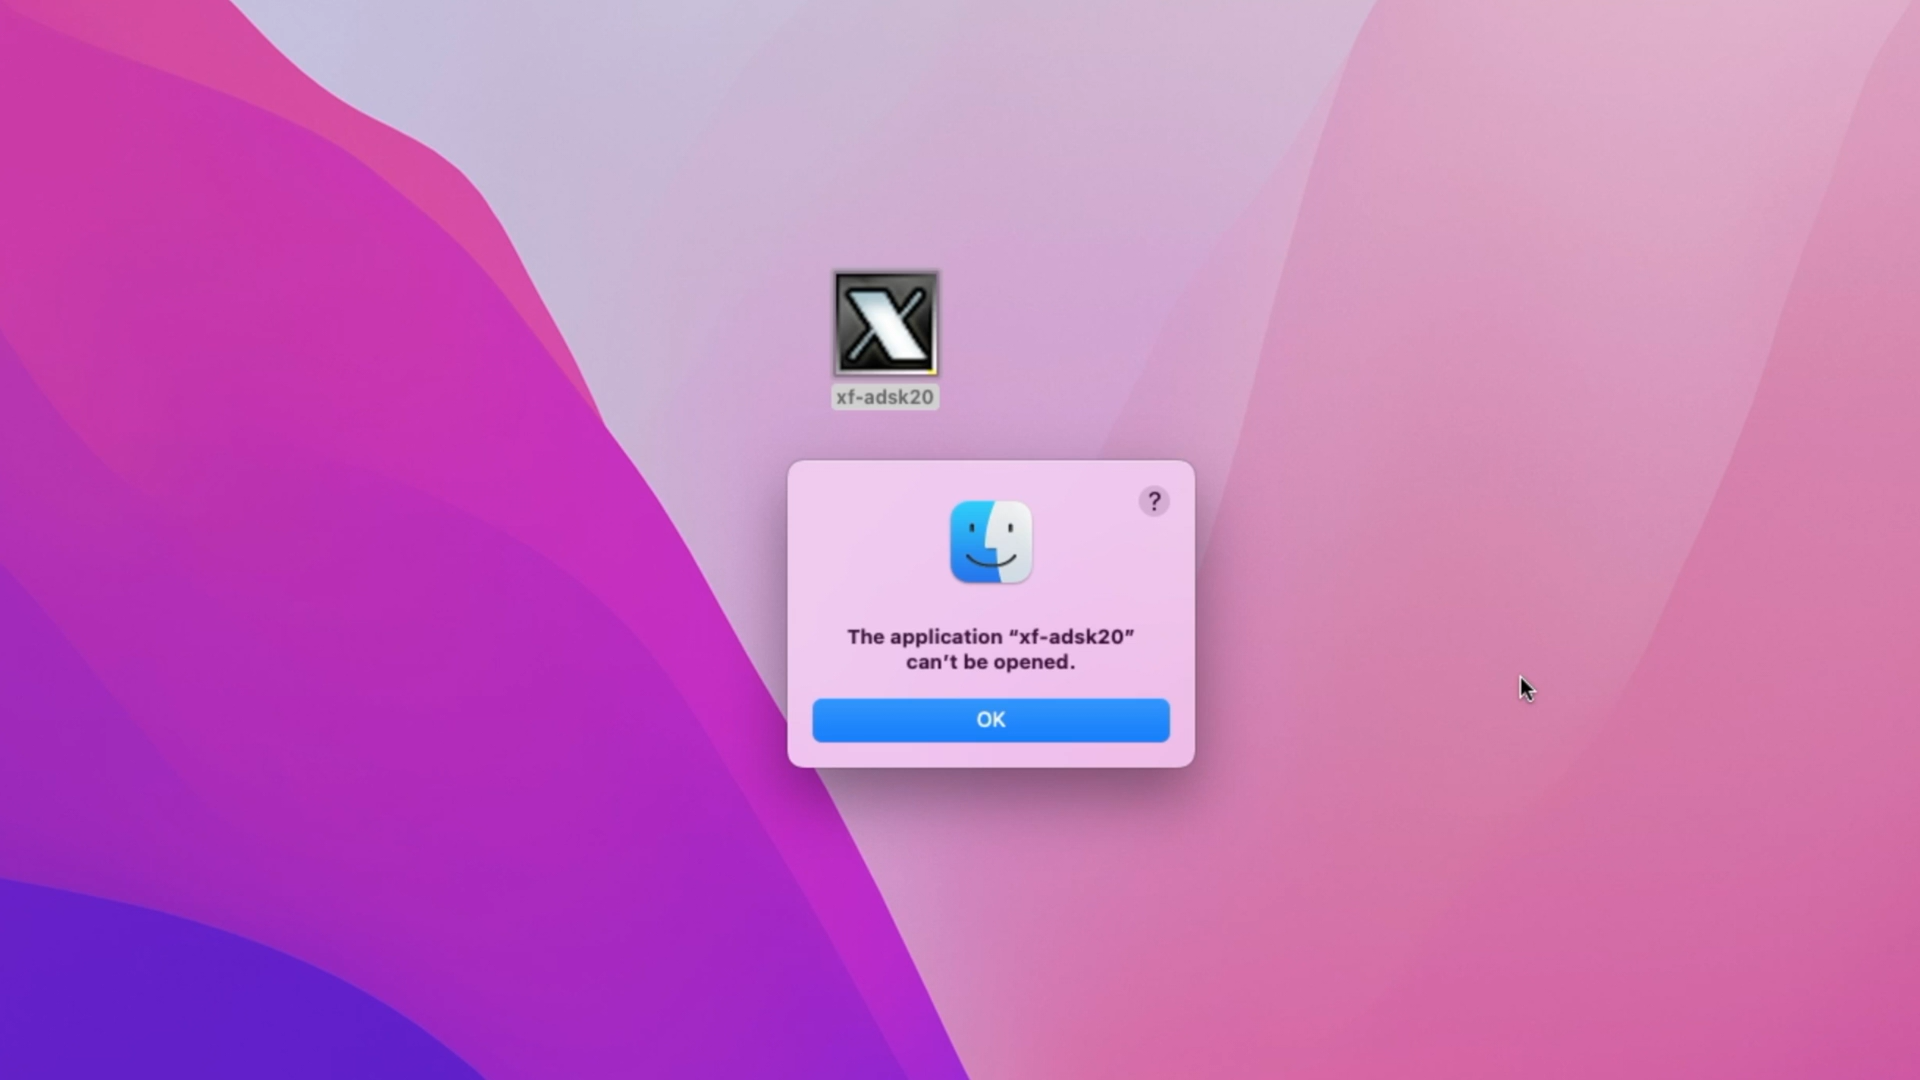 xf-adsk20
?
The application “xf-adsk20”
can’t be opened.
OK